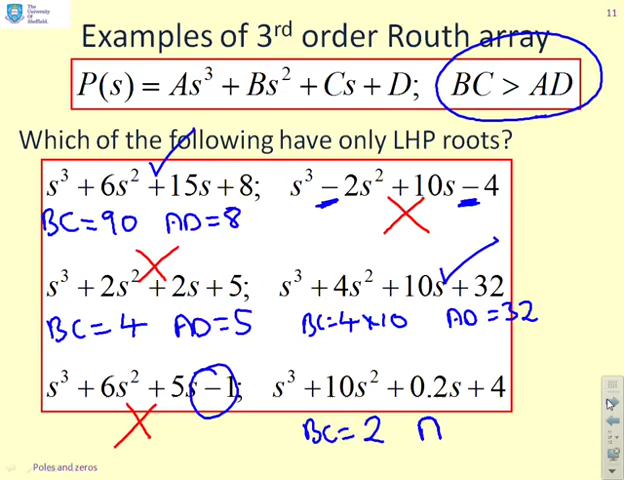 The University Of Sheffield
11
Examples of 3rd order Routh array
P(s) = As³ + Bs² + Cs + D; BC > AD
Which of the following have only LHP roots?
s³ + 6s² + 15s + 8; s³ − 2s² + 10s − 4
BC = 90 AD = 8
s³ + 2s² + 2s + 5; s³ + 4s² + 10s + 32
BC = 4 AD = 5 BC = 4 × 10 AD = 32
s³ + 6s² + 5s − 1; s³ + 10s² + 0.2s + 4
BC = 2
Poles and zeros